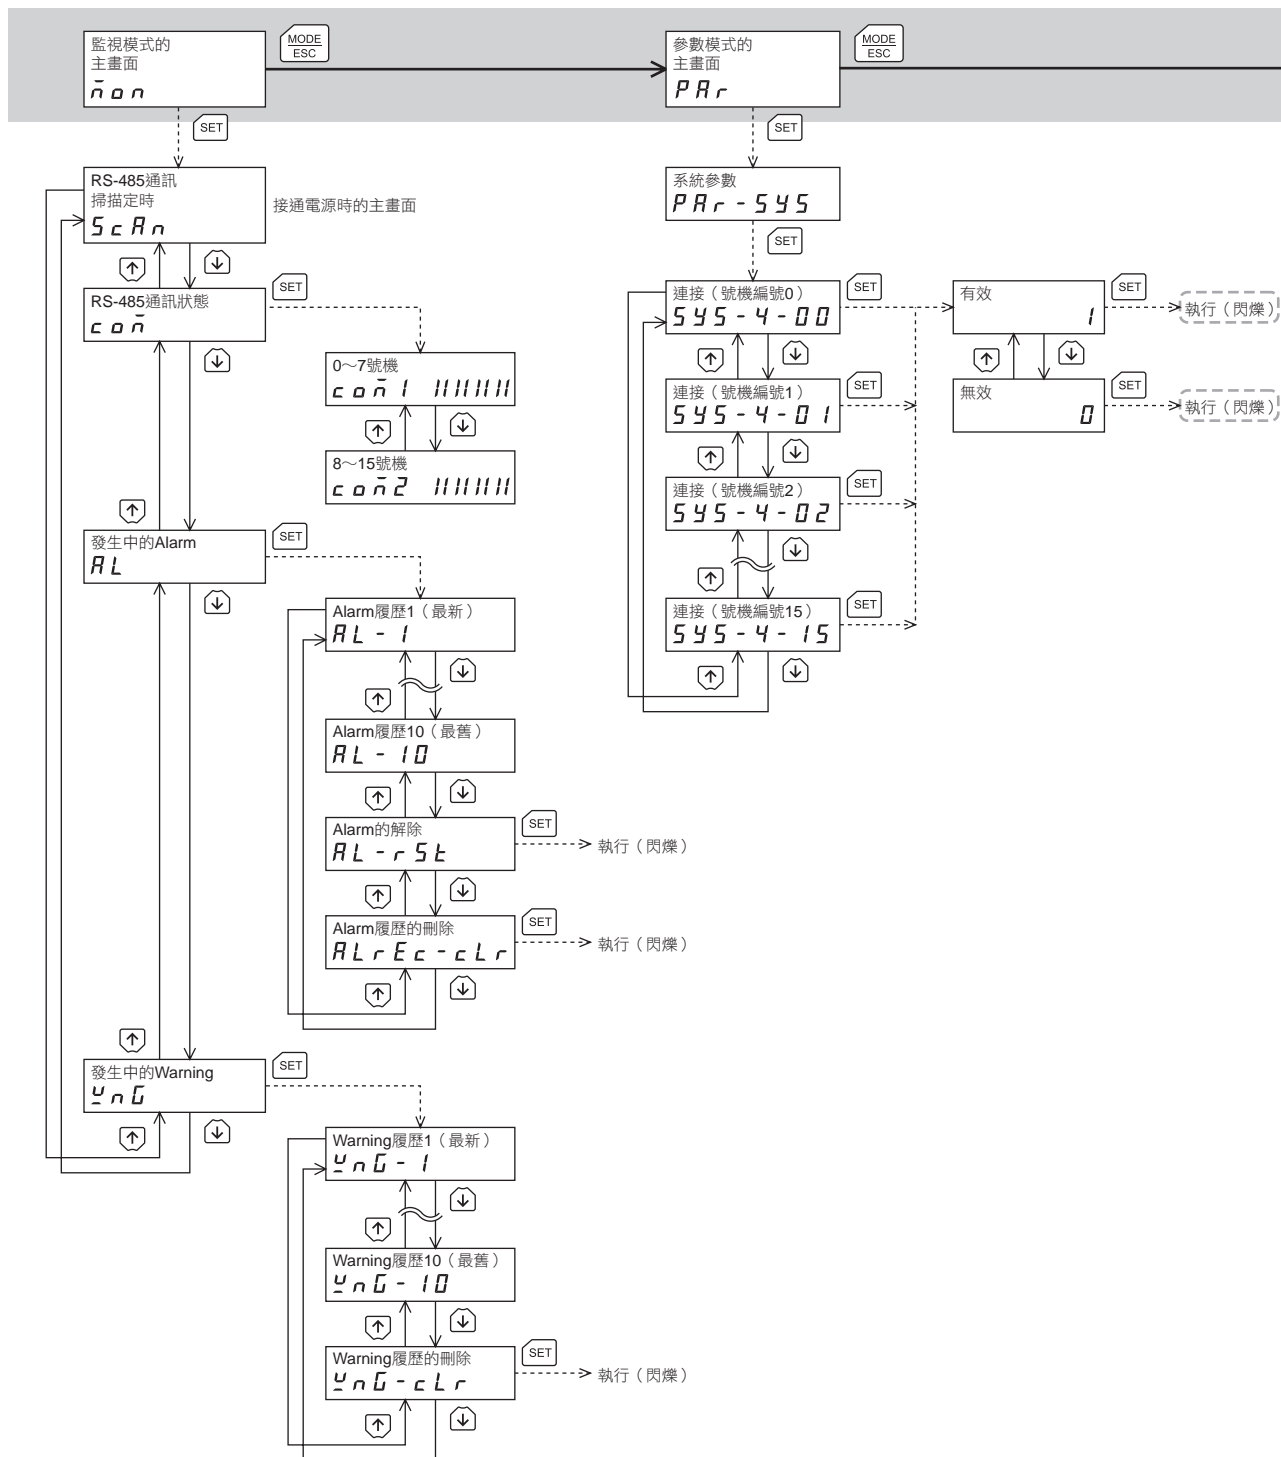 監視模式的
主畫面
mon
MODE
ESC
參數模式的
主畫面
PAr
MODE
ESC
SET
SET
RS-485通訊
掃描定時
ScAn
接通電源時的主畫面
系統參數
PAr-SYS
SET
RS-485通訊狀態
com
SET
連接（號機編號0）
SYS-4-00
SET
有效
1
SET
執行（閃爍）
0～7號機
com1 11111111
連接（號機編號1）
SYS-4-01
SET
無效
0
SET
執行（閃爍）
8～15號機
com2 11111111
連接（號機編號2）
SYS-4-02
SET
發生中的Alarm
AL
SET
Alarm履歷1（最新）
AL-1
連接（號機編號15）
SYS-4-15
SET
Alarm履歷10（最舊）
AL-10
Alarm的解除
AL-rSt
SET
執行（閃爍）
Alarm履歷的刪除
ALrEc-cLr
SET
執行（閃爍）
發生中的Warning
WnG
SET
Warning履歷1（最新）
WnG-1
Warning履歷10（最舊）
WnG-10
Warning履歷的刪除
WnG-cLr
SET
執行（閃爍）